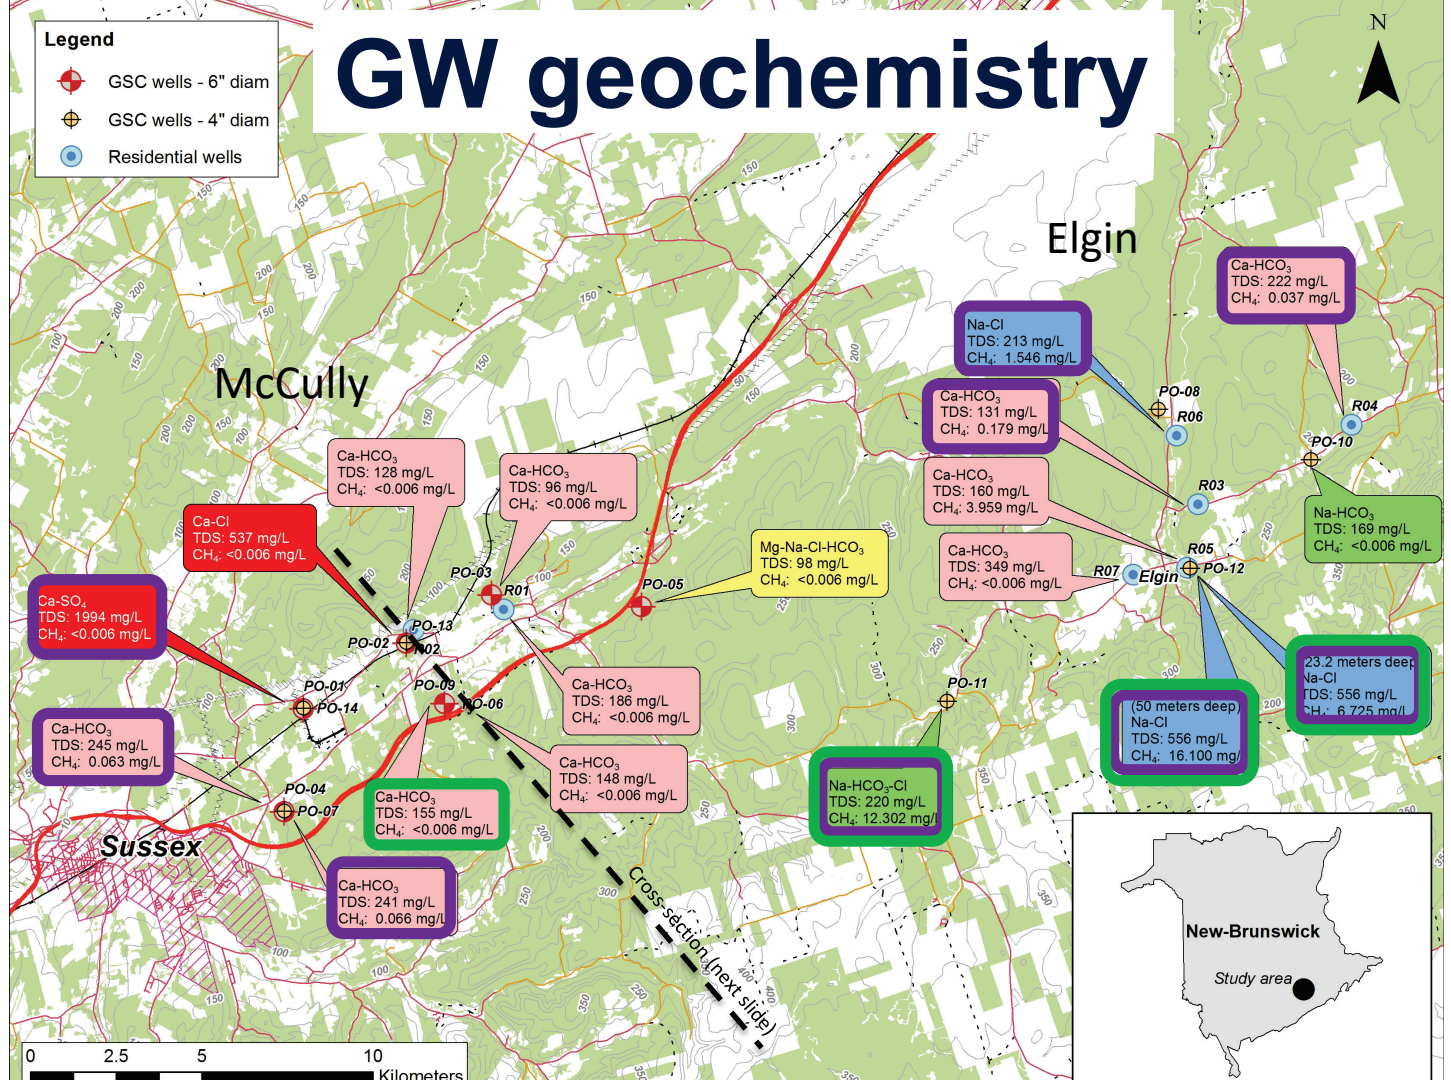 GW geochemistry
Legend
GSC wells - 6" diam
GSC wells - 4" diam
Residential wells
N
Elgin
McCully
Ca-HCO₃
TDS: 222 mg/L
CH₄: 0.037 mg/L
Na-Cl
TDS: 213 mg/L
CH₄: 1.546 mg/L
Ca-HCO₃
TDS: 131 mg/L
CH₄: 0.179 mg/L
Ca-HCO₃
TDS: 160 mg/L
CH₄: 3.959 mg/L
Ca-HCO₃
TDS: 349 mg/L
CH₄: <0.006 mg/L
Na-HCO₃
TDS: 169 mg/L
CH₄: <0.006 mg/L
PO-08
R06
R04
PO-10
R03
R05
PO-12
R07
Elgin
Ca-HCO₃
TDS: 128 mg/L
CH₄: <0.006 mg/L
Ca-HCO₃
TDS: 96 mg/L
CH₄: <0.006 mg/L
Ca-Cl
TDS: 537 mg/L
CH₄: <0.006 mg/L
Mg-Na-Cl-HCO₃
TDS: 98 mg/L
CH₄: <0.006 mg/L
Ca-SO₄
TDS: 1994 mg/L
CH₄: <0.006 mg/L
PO-03
R01
PO-05
PO-13
PO-02
R02
PO-01
PO-14
PO-09
PO-06
PO-11
Ca-HCO₃
TDS: 186 mg/L
CH₄: <0.006 mg/L
23.2 meters deep
Na-Cl
TDS: 556 mg/L
CH₄: 6.725 mg/L
(50 meters deep)
Na-Cl
TDS: 556 mg/L
CH₄: 16.100 mg/
Ca-HCO₃
TDS: 245 mg/L
CH₄: 0.063 mg/L
Ca-HCO₃
TDS: 148 mg/L
CH₄: <0.006 mg/L
Na-HCO₃-Cl
TDS: 220 mg/L
CH₄: 12.302 mg/l
Ca-HCO₃
TDS: 155 mg/L
CH₄: <0.006 mg/L
PO-04
PO-07
Sussex
Ca-HCO₃
TDS: 241 mg/L
CH₄: 0.066 mg/L
Cross-section (next slide)
New-Brunswick
Study area
0 2.5 5 10
Kilometers